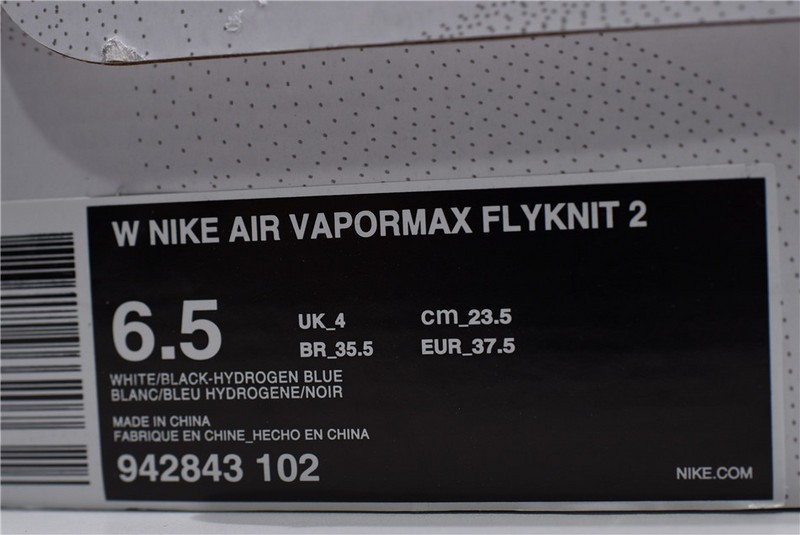 W NIKE AIR VAPORMAX FLYKNIT 2
6.5
UK_4
cm_23.5
BR_35.5
EUR_37.5
WHITE/BLACK-HYDROGEN BLUE
BLANC/BLEU HYDROGENE/NOIR
MADE IN CHINA
FABRIQUE EN CHINE_HECHO EN CHINA
942843 102
NIKE.COM